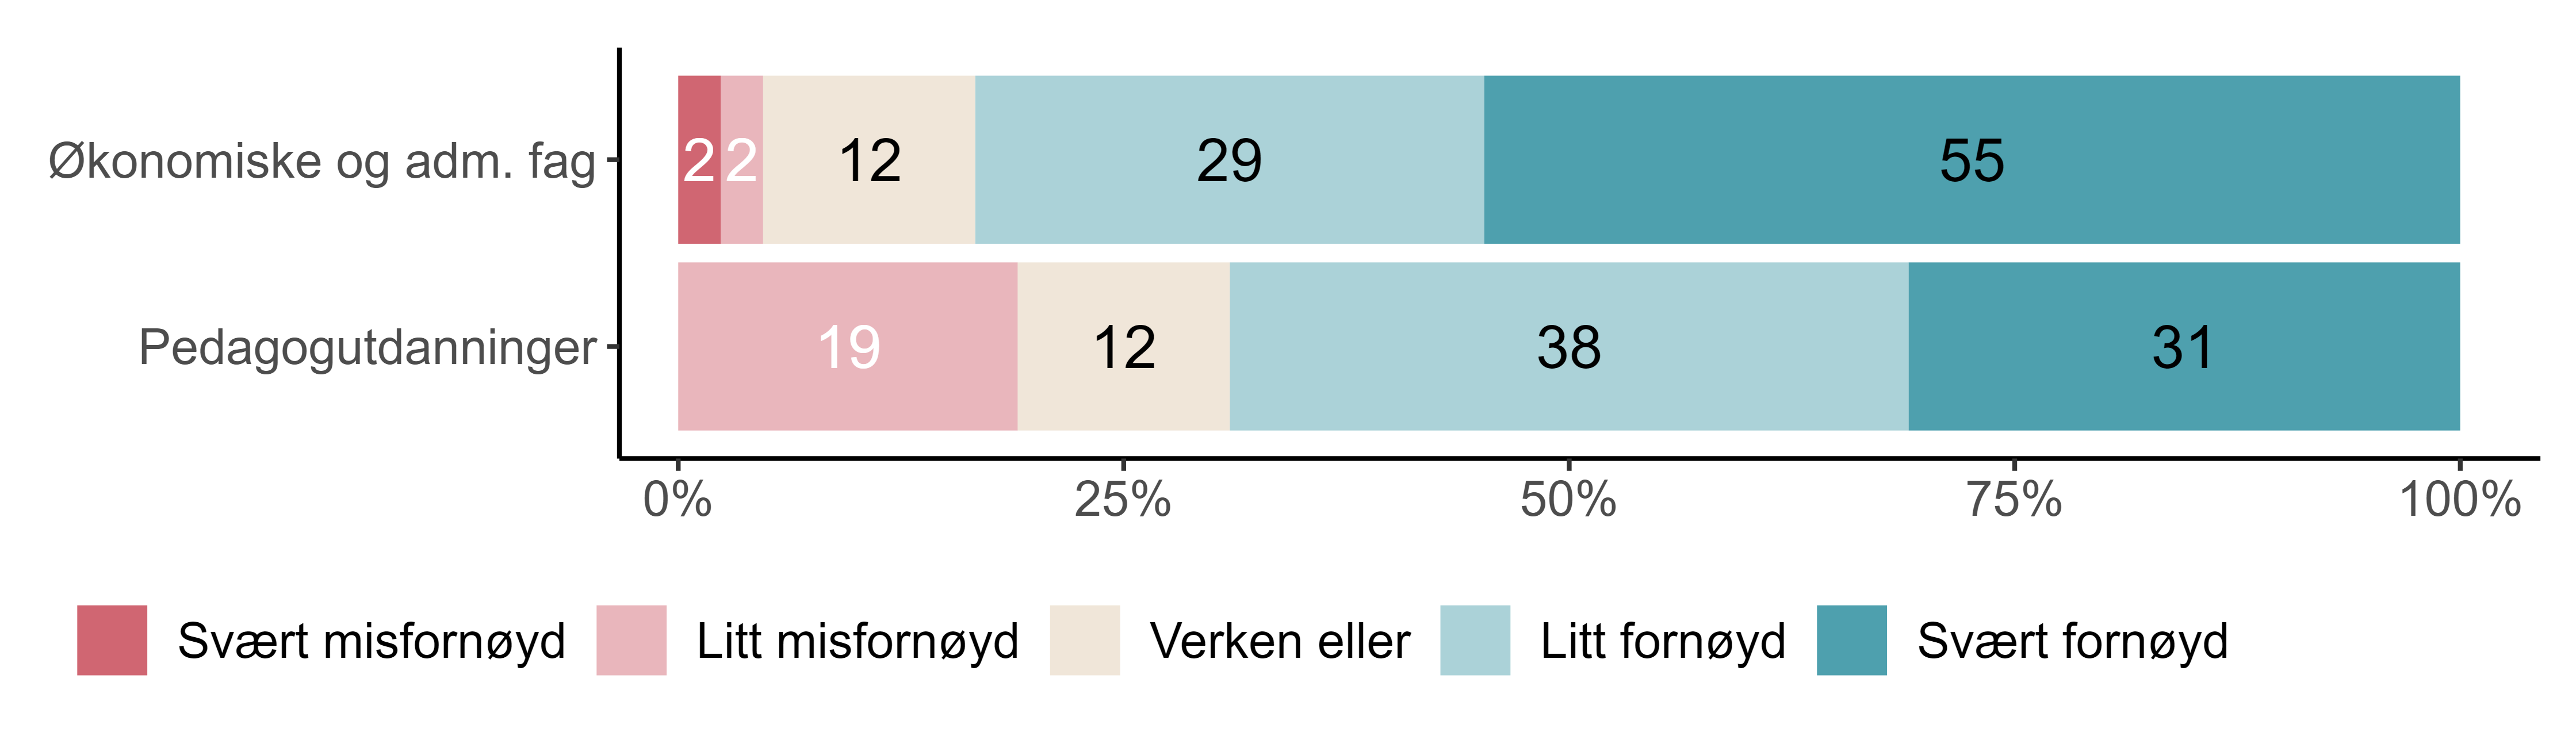 Økonomiske og adm. fag 2 2 12 29 55
Pedagogutdanninger 19 12 38 31
0% 25% 50% 75% 100%
Svært misfornøyd Litt misfornøyd Verken eller Litt fornøyd Svært fornøyd